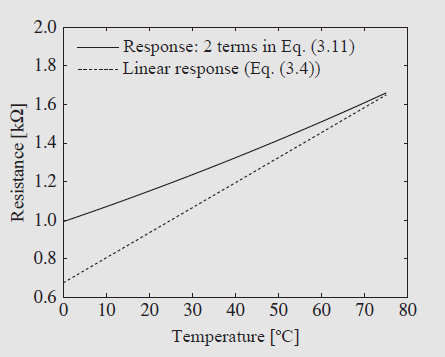 2.0
1.8
1.6
1.4
1.2
1.0
0.8
0.6
Resistance [kΩ]
Response: 2 terms in Eq. (3.11)
Linear response (Eq. (3.4))
0 10 20 30 40 50 60 70 80
Temperature [°C]